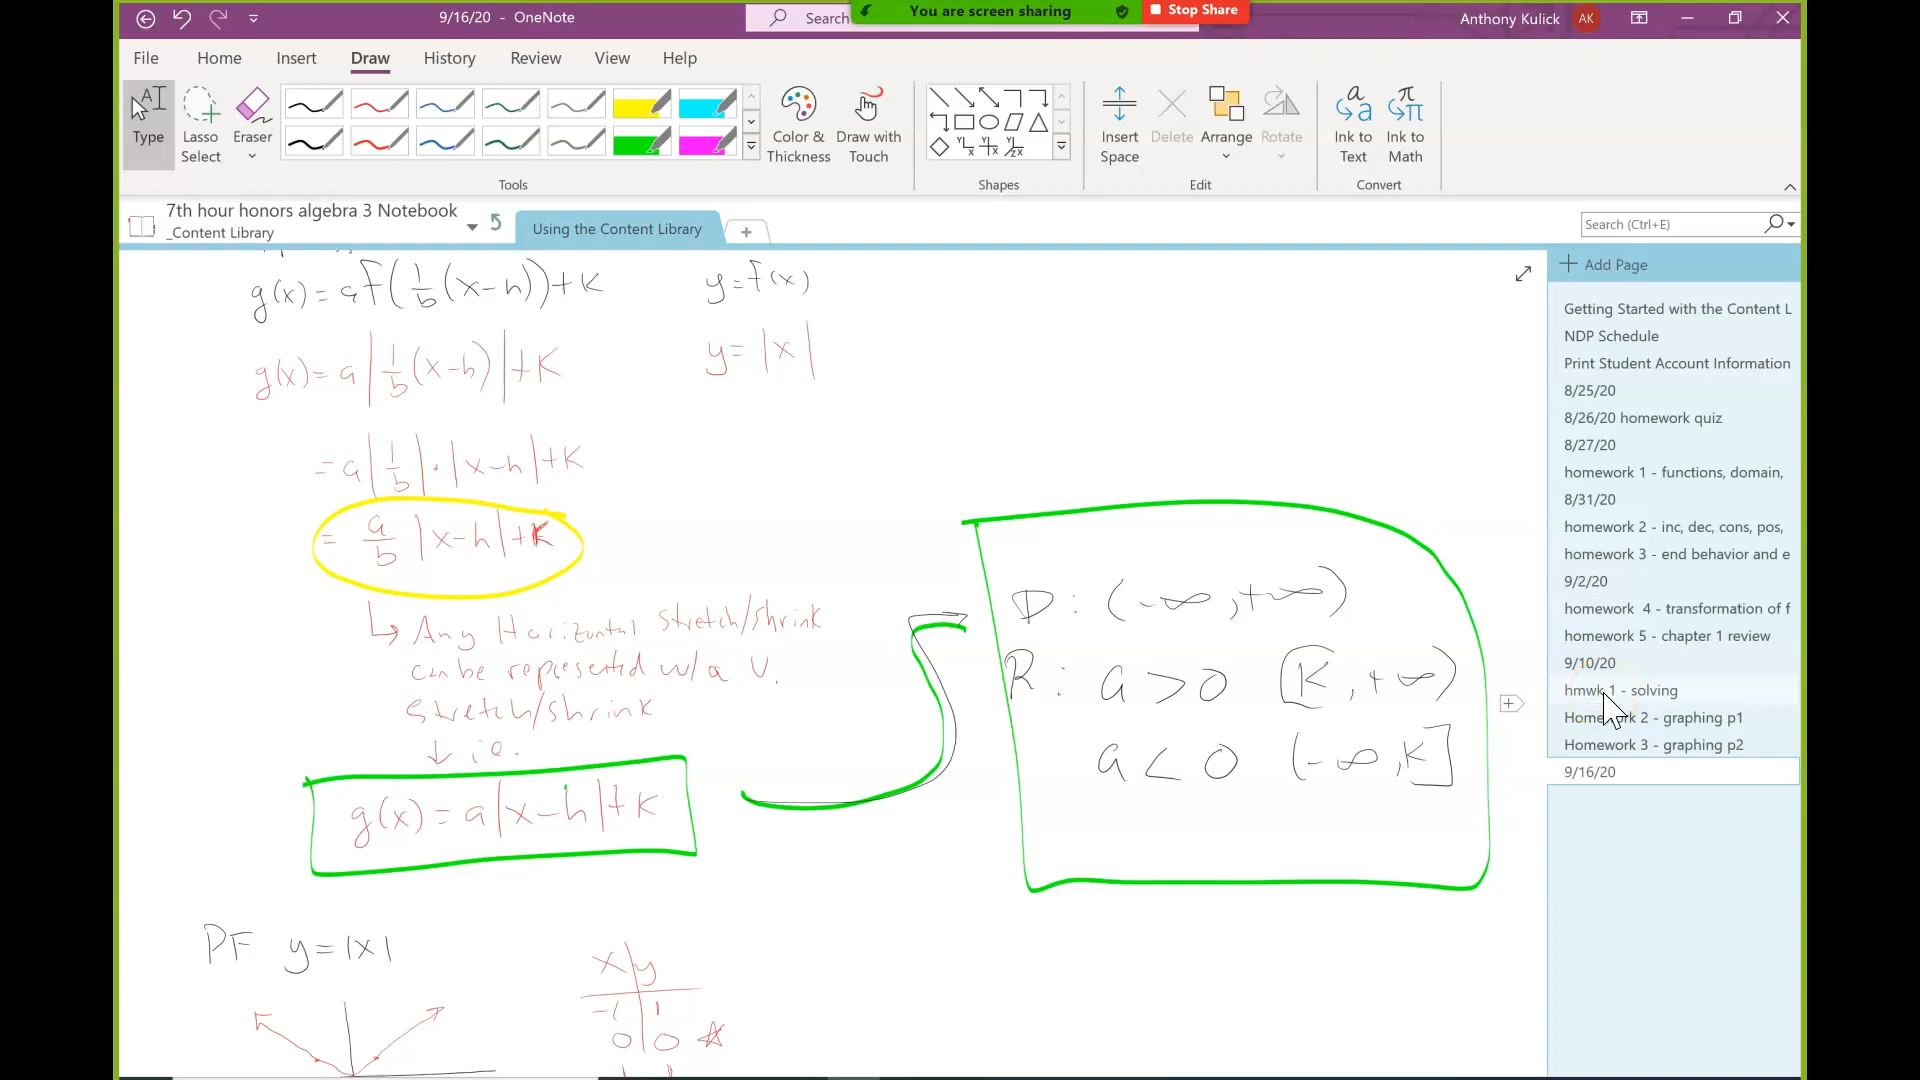 9/16/20 - OneNote
Search
You are screen sharing
Stop Share
Anthony Kulick
AK
File
Home
Insert
Draw
History
Review
View
Help
Type
Lasso Select
Eraser
Color & Thickness
Draw with Touch
Insert Space
Delete
Arrange
Rotate
Ink to Text
Ink to Math
Tools
Shapes
Edit
Convert
7th hour honors algebra 3 Notebook
_Content Library
Using the Content Library
Search (Ctrl+E)
g(x) = af(1/b(x-h))+k
y=f(x)
g(x)= a|1/b(x-h)|+k
y=|x|
= a|1/b|·|x-h|+k
= a/b |x-h|+k
↳ Any Horizontal stretch/shrink
can be represented w/ a V.
stretch/shrink
↓ i.e.
g(x) = a|x-h|+k
D: (-∞,+∞)
R: a>0 [k,+∞)
a<0 (-∞,k]
PF y=|x|
x|y
-1|1
0|0
Add Page
Getting Started with the Content L
NDP Schedule
Print Student Account Information
8/25/20
8/26/20 homework quiz
8/27/20
homework 1 - functions, domain,
8/31/20
homework 2 - inc, dec, cons, pos,
homework 3 - end behavior and e
9/2/20
homework 4 - transformation of f
homework 5 - chapter 1 review
9/10/20
hmwk 1 - solving
Homework 2 - graphing p1
Homework 3 - graphing p2
9/16/20